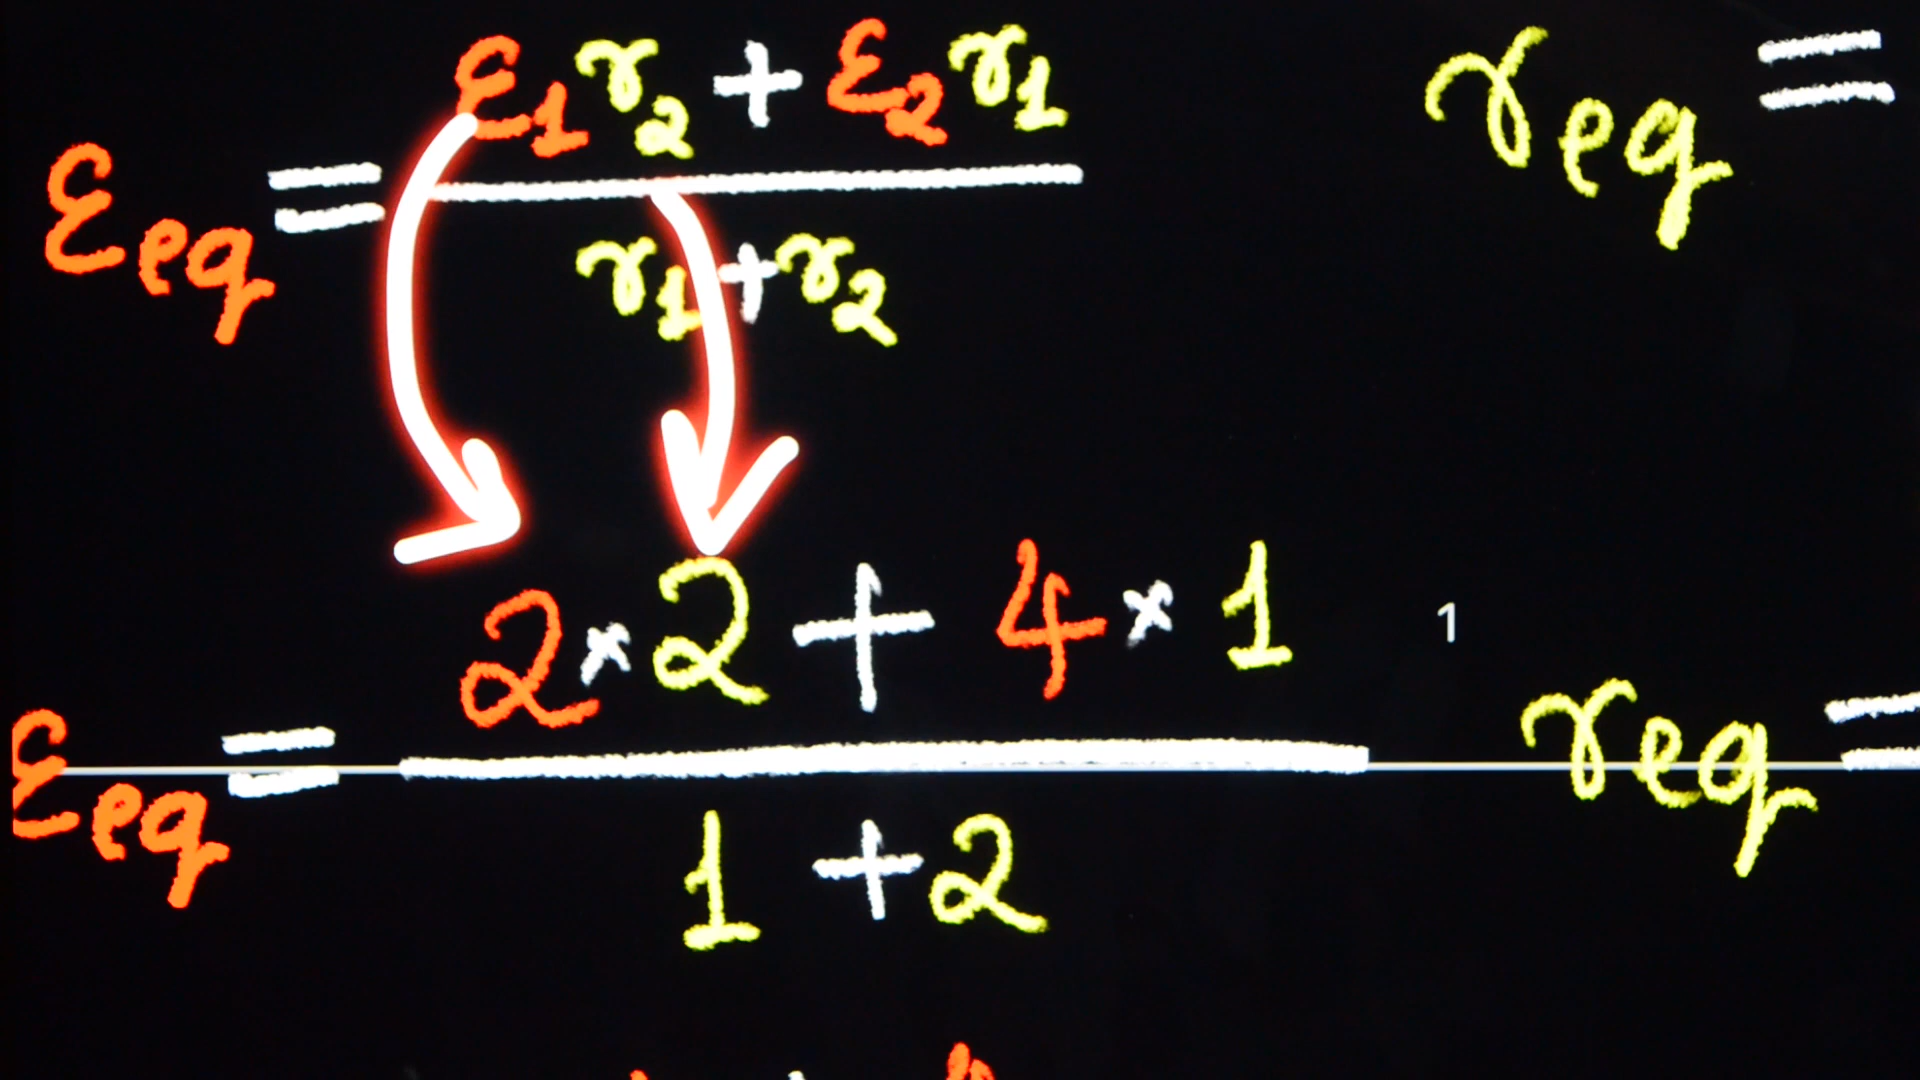 ε1r2 + ε2r1
εeq = ―――――
r1 + r2
req =
2 × 2 + 4 × 1
1
εeq = ―――――
1 + 2
req =